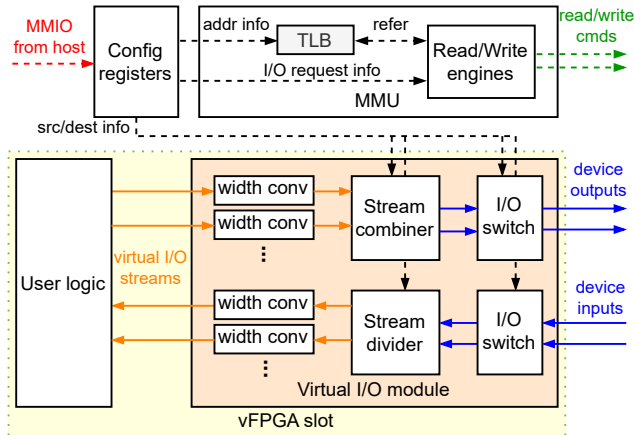 MMIO
from host
Config
registers
addr info
TLB
refer
Read/Write
engines
read/write
cmds
I/O request info
MMU
src/dest info
User logic
virtual I/O
streams
width conv
width conv
...
Stream
combiner
I/O
switch
device
outputs
width conv
width conv
...
Stream
divider
I/O
switch
device
inputs
Virtual I/O module
vFPGA slot